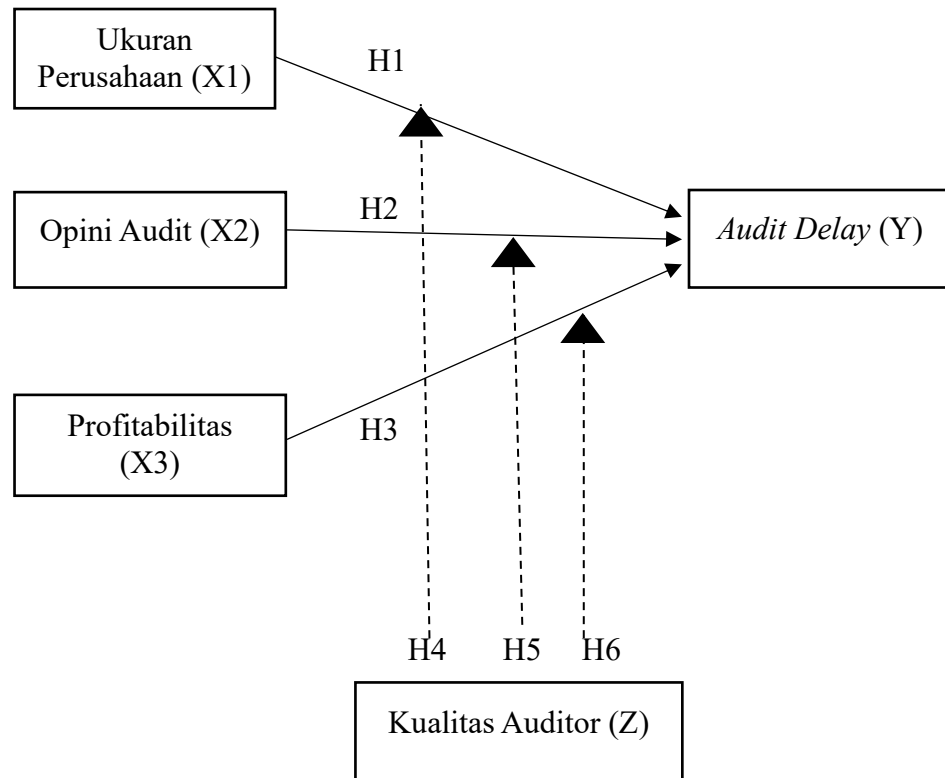 Ukuran
Perusahaan (X1)
H1
Opini Audit (X2)
H2
Audit Delay (Y)
Profitabilitas
(X3)
H3
H4
H5
H6
Kualitas Auditor (Z)